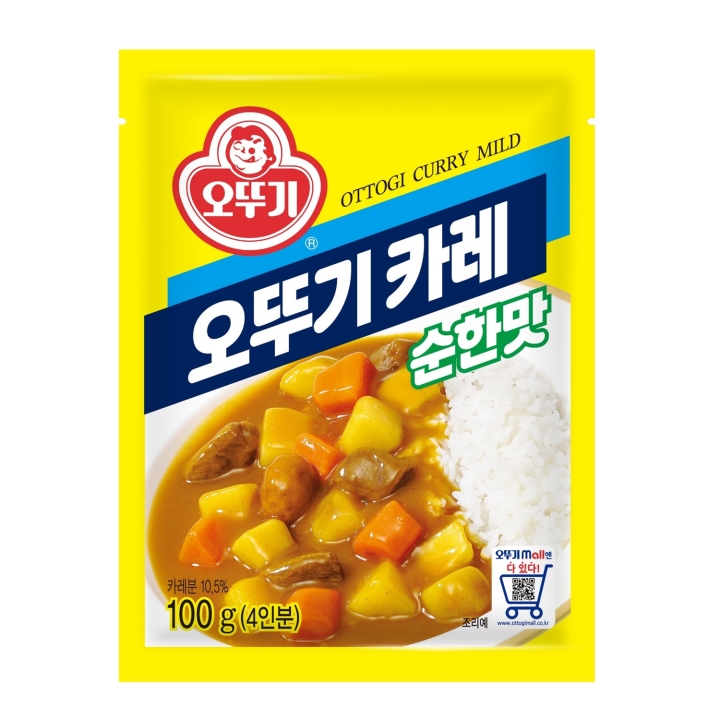 오뚜기
®
OTTOGI CURRY MILD
오뚜기 카레
순한맛
카레분 10.5%
100 g (4인분)
오뚜기mall엔
다 있다!
www.ottogimall.co.kr
조리예